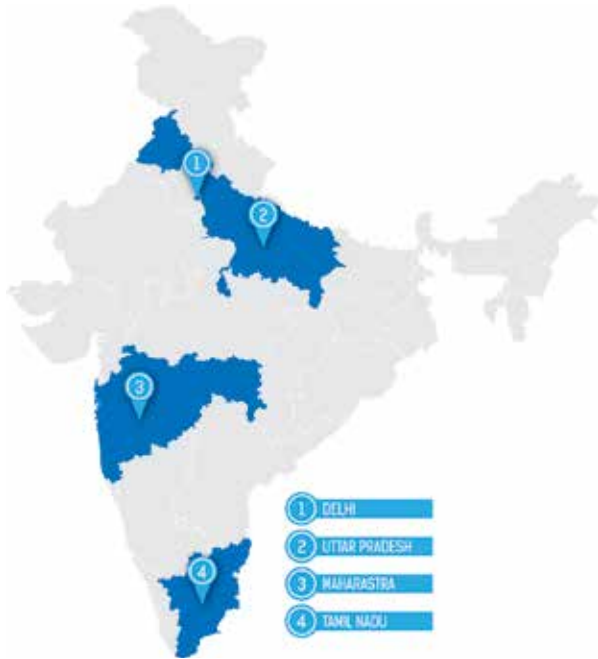 1
2
3
4
1 DELHI
2 UTTAR PRADESH
3 MAHARASTRA
4 TAMIL NADU